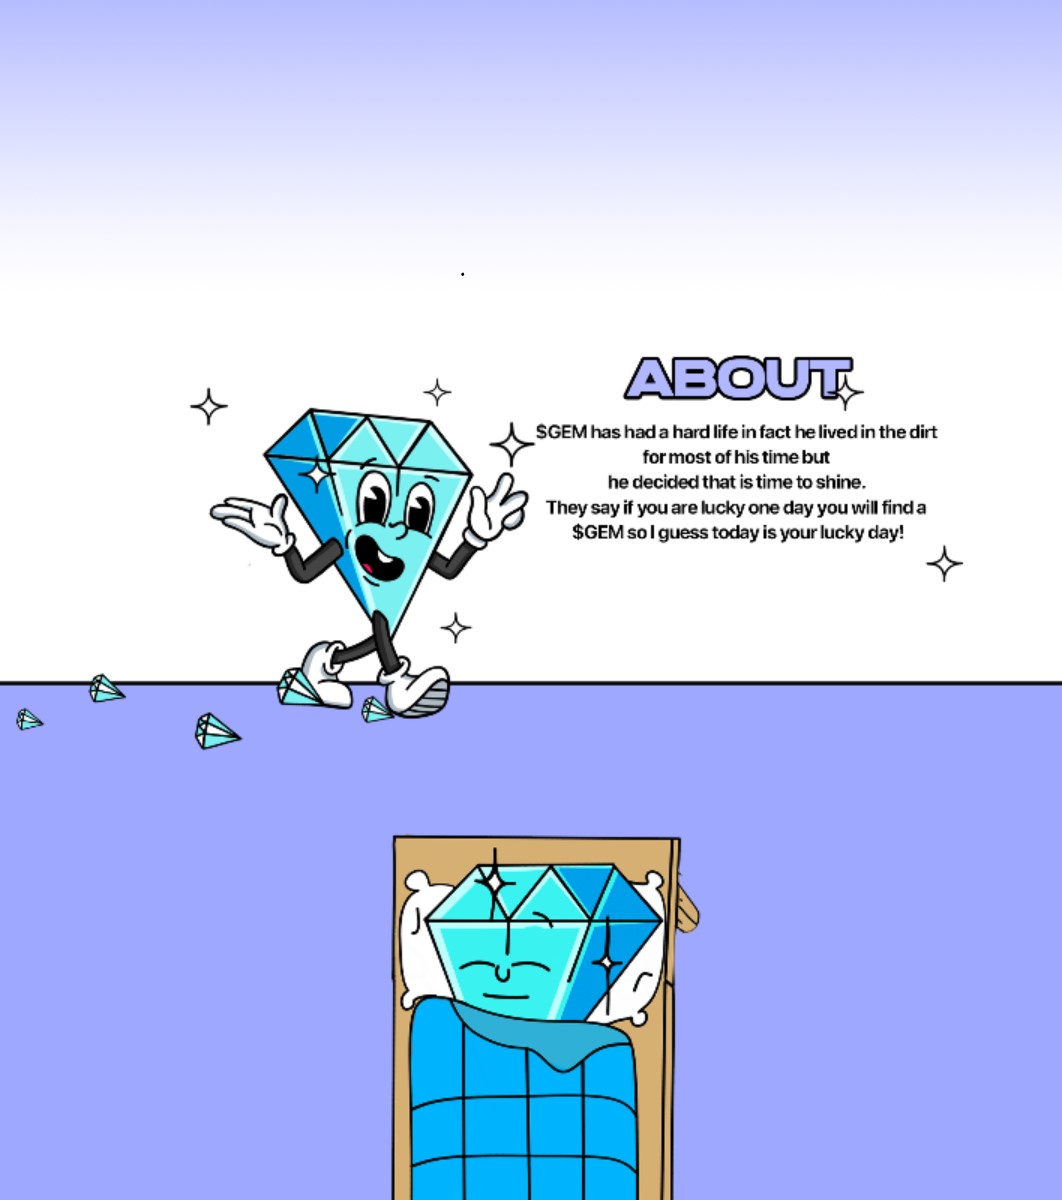 ABOUT
$GEM has had a hard life in fact he lived in the dirt
for most of his time but
he decided that is time to shine.
They say if you are lucky one day you will find a
$GEM so I guess today is your lucky day!